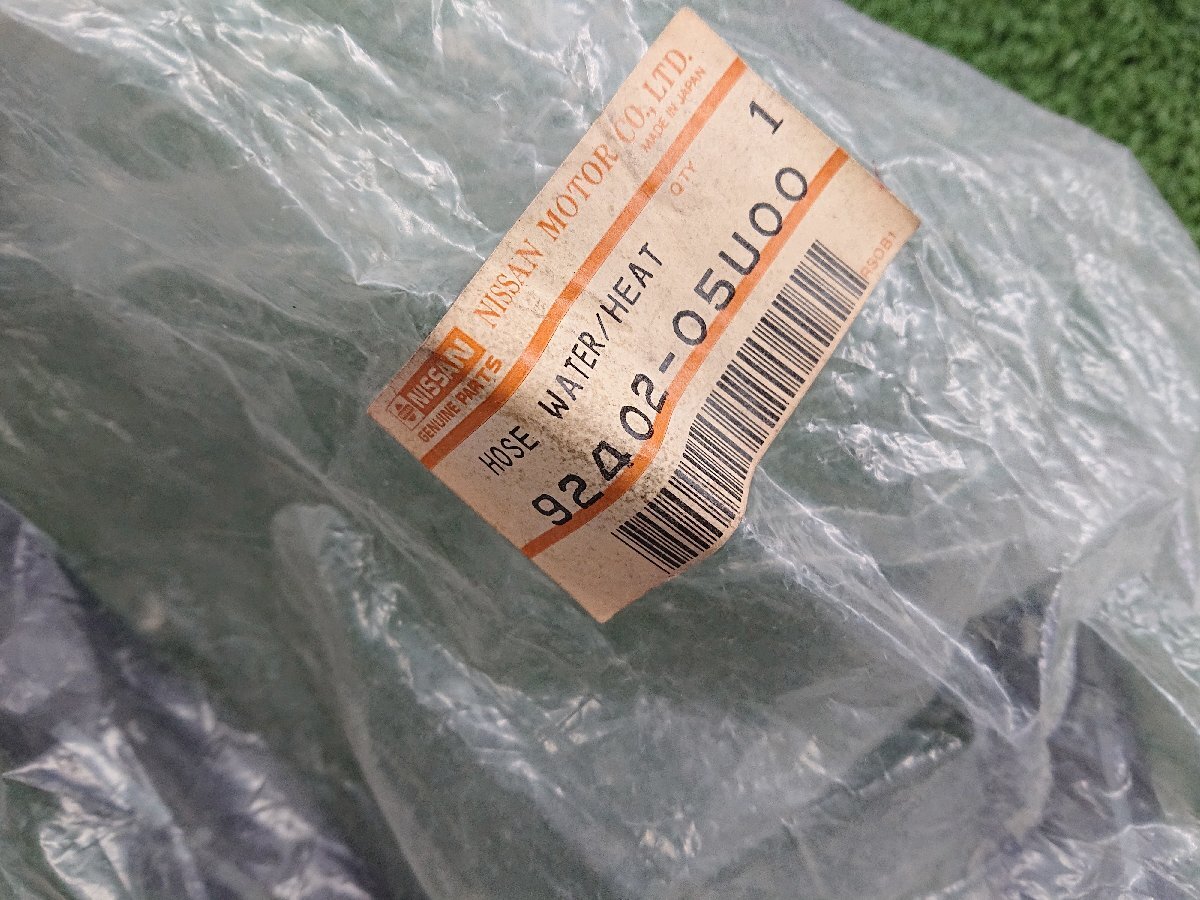 NISSAN MOTOR CO., LTD.
MADE IN JAPAN
NISSAN
GENUINE PARTS
QTY 1
HOSE WATER/HEAT
92402-05U00